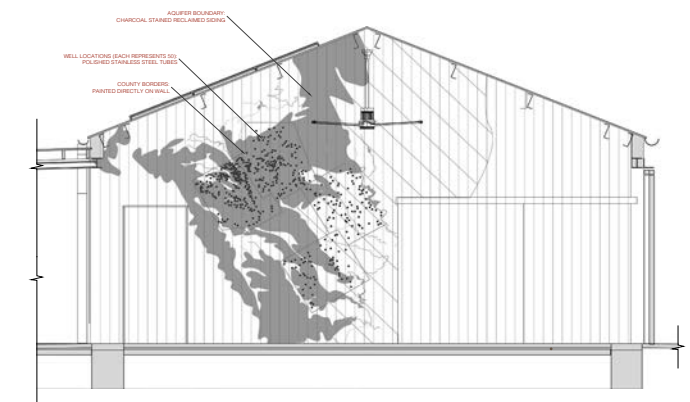 AQUIFER BOUNDARY:
CHARCOAL STAINED RECLAIMED SIDING
WELL LOCATIONS (EACH REPRESENTS 50):
POLISHED STAINLESS STEEL TUBES
COUNTY BORDERS:
PAINTED DIRECTLY ON WALL